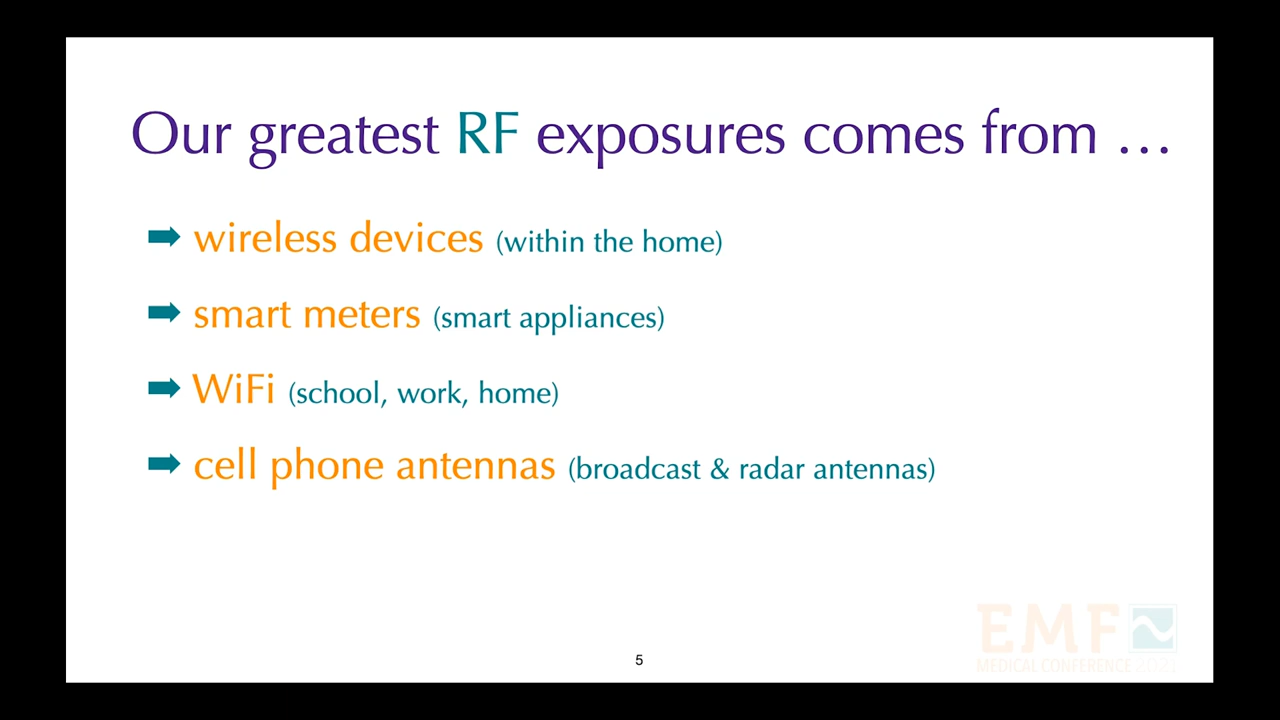 Our greatest RF exposures comes from ...
➡ wireless devices (within the home)
➡ smart meters (smart appliances)
➡ WiFi (school, work, home)
➡ cell phone antennas (broadcast & radar antennas)
EMF
MEDICAL CONFERENCE 2021
5